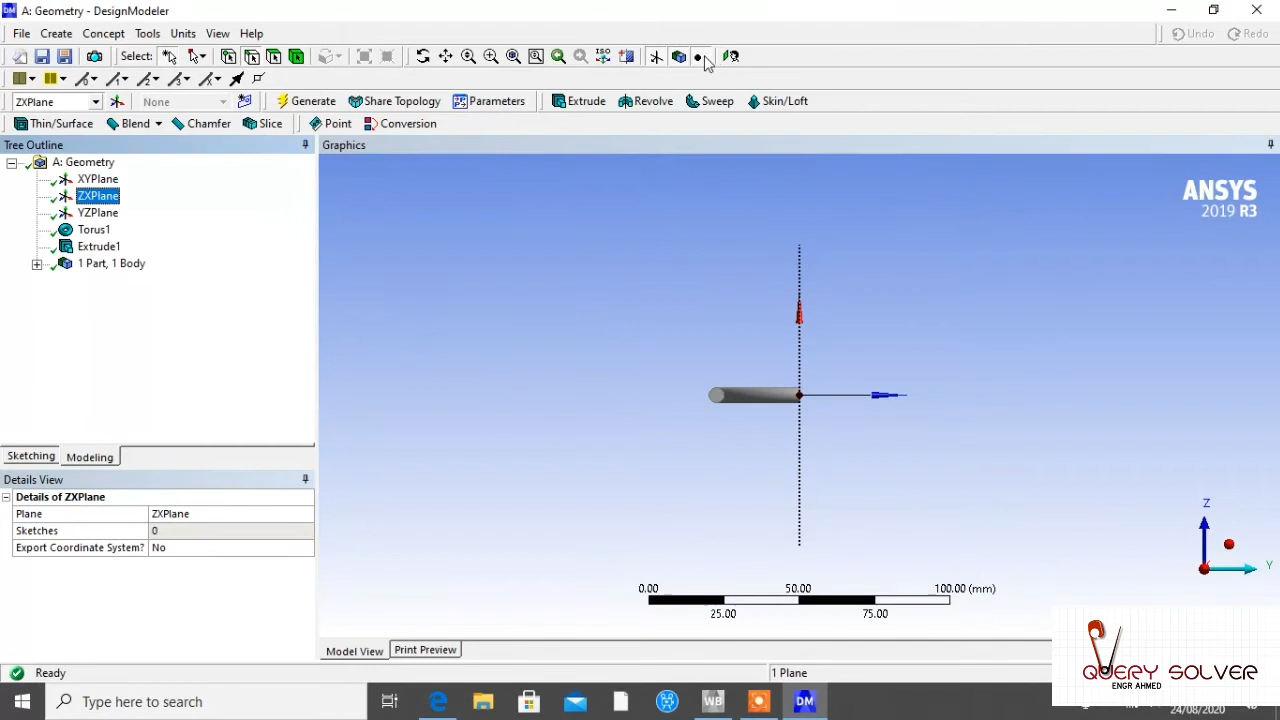 A: Geometry - DesignModeler
File Create Concept Tools Units View Help
Undo Redo
Select:
ISO
ZXPlane None Generate Share Topology Parameters Extrude Revolve Sweep Skin/Loft
Thin/Surface Blend Chamfer Slice Point Conversion
Tree Outline
A: Geometry
XYPlane
ZXPlane
YZPlane
Torus1
Extrude1
1 Part, 1 Body
Sketching Modeling
Details View
Details of ZXPlane
Plane ZXPlane
Sketches 0
Export Coordinate System? No
Graphics
ANSYS
2019 R3
Z
Y
0.00 50.00 100.00 (mm)
25.00 75.00
Model View Print Preview
Ready 1 Plane
QUERY SOLVER
ENGR AHMED
Type here to search
WB DM
24/08/2020